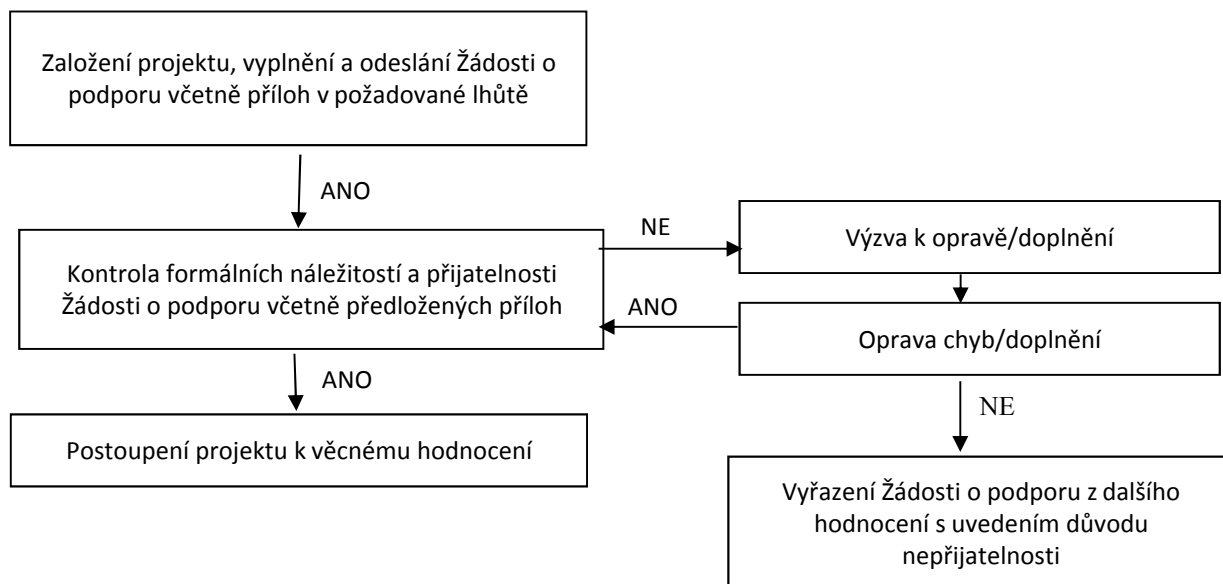 Založení projektu, vyplnění a odeslání Žádosti o
podporu včetně příloh v požadované lhůtě
ANO
Kontrola formálních náležitostí a přijatelnosti
Žádosti o podporu včetně předložených příloh
NE
Výzva k opravě/doplnění
ANO
Oprava chyb/doplnění
ANO
Postoupení projektu k věcnému hodnocení
NE
Vyřazení Žádosti o podporu z dalšího
hodnocení s uvedením důvodu
nepřijatelnosti